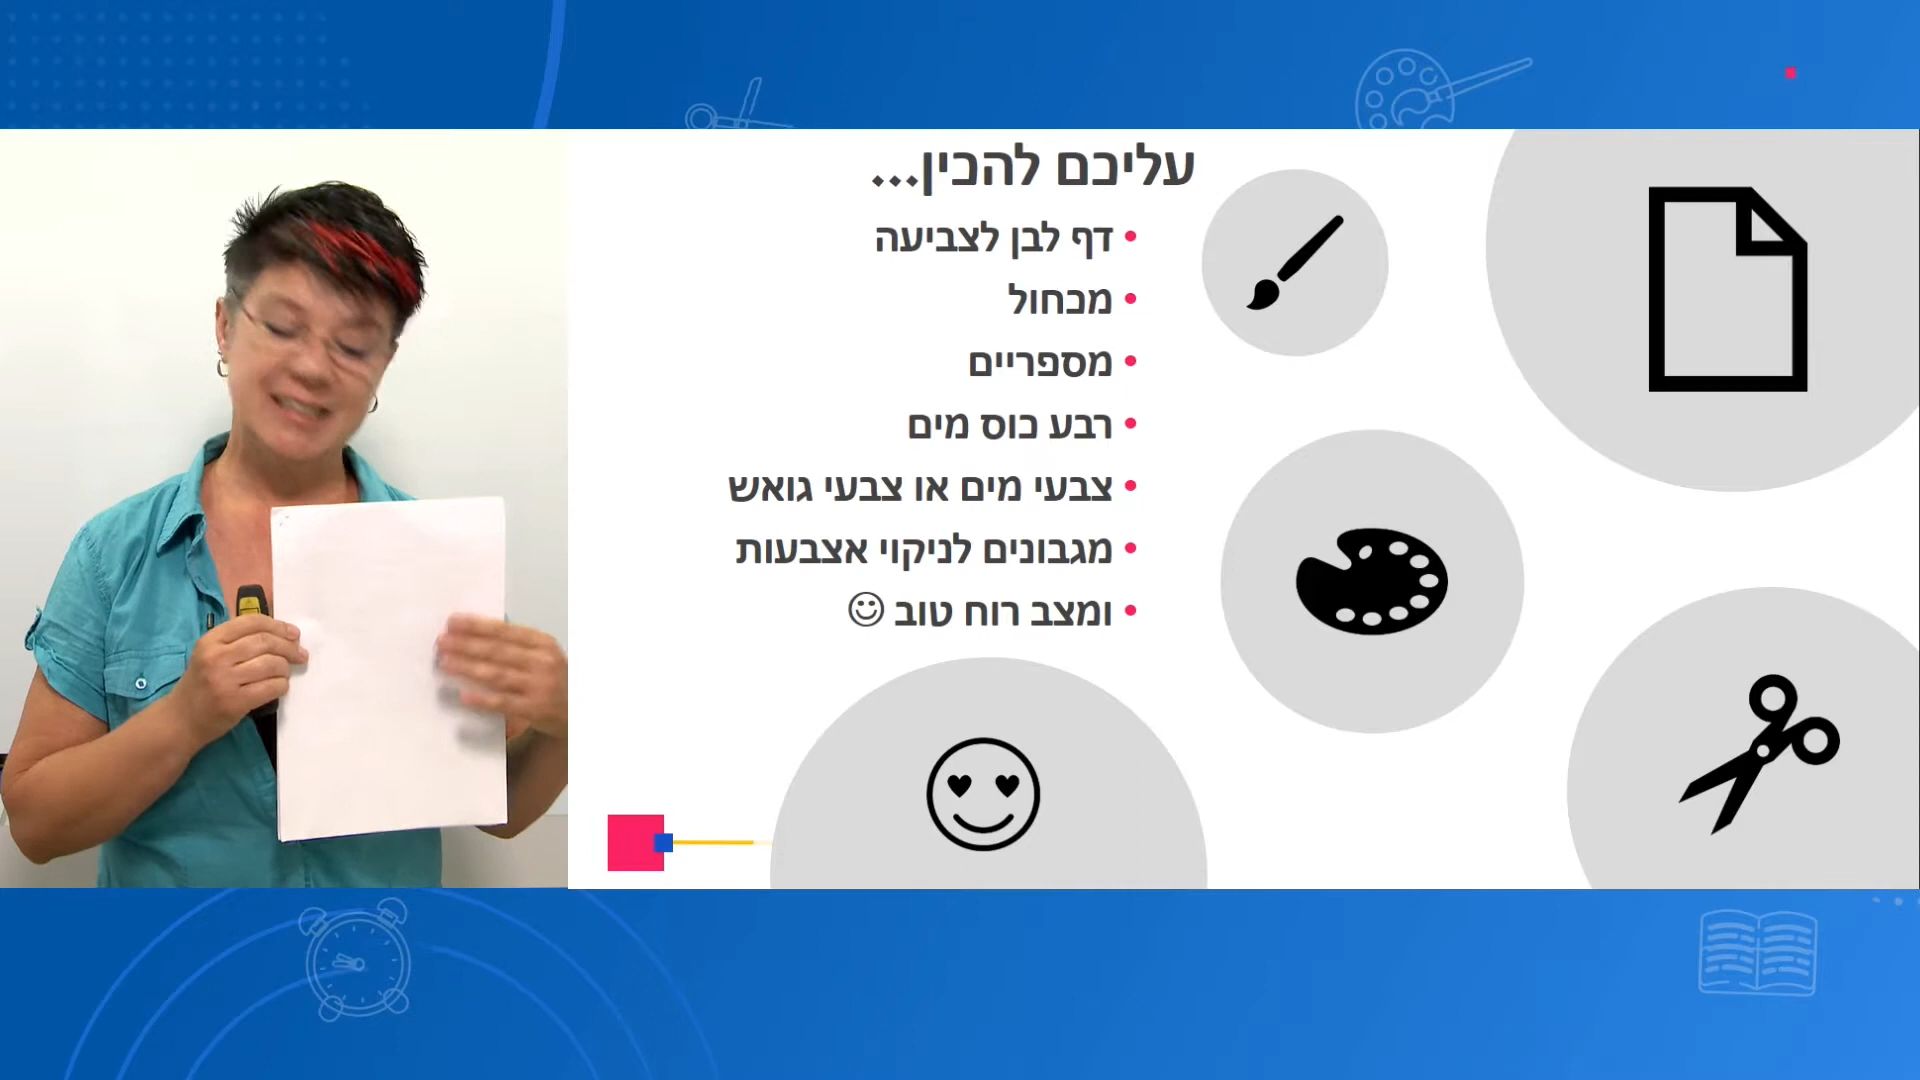 עליכם להכין...
• דף לבן לצביעה
• מכחול
• מספריים
• רבע כוס מים
• צבעי מים או צבעי גואש
• מגבונים לניקוי אצבעות
• ומצב רוח טוב ☺